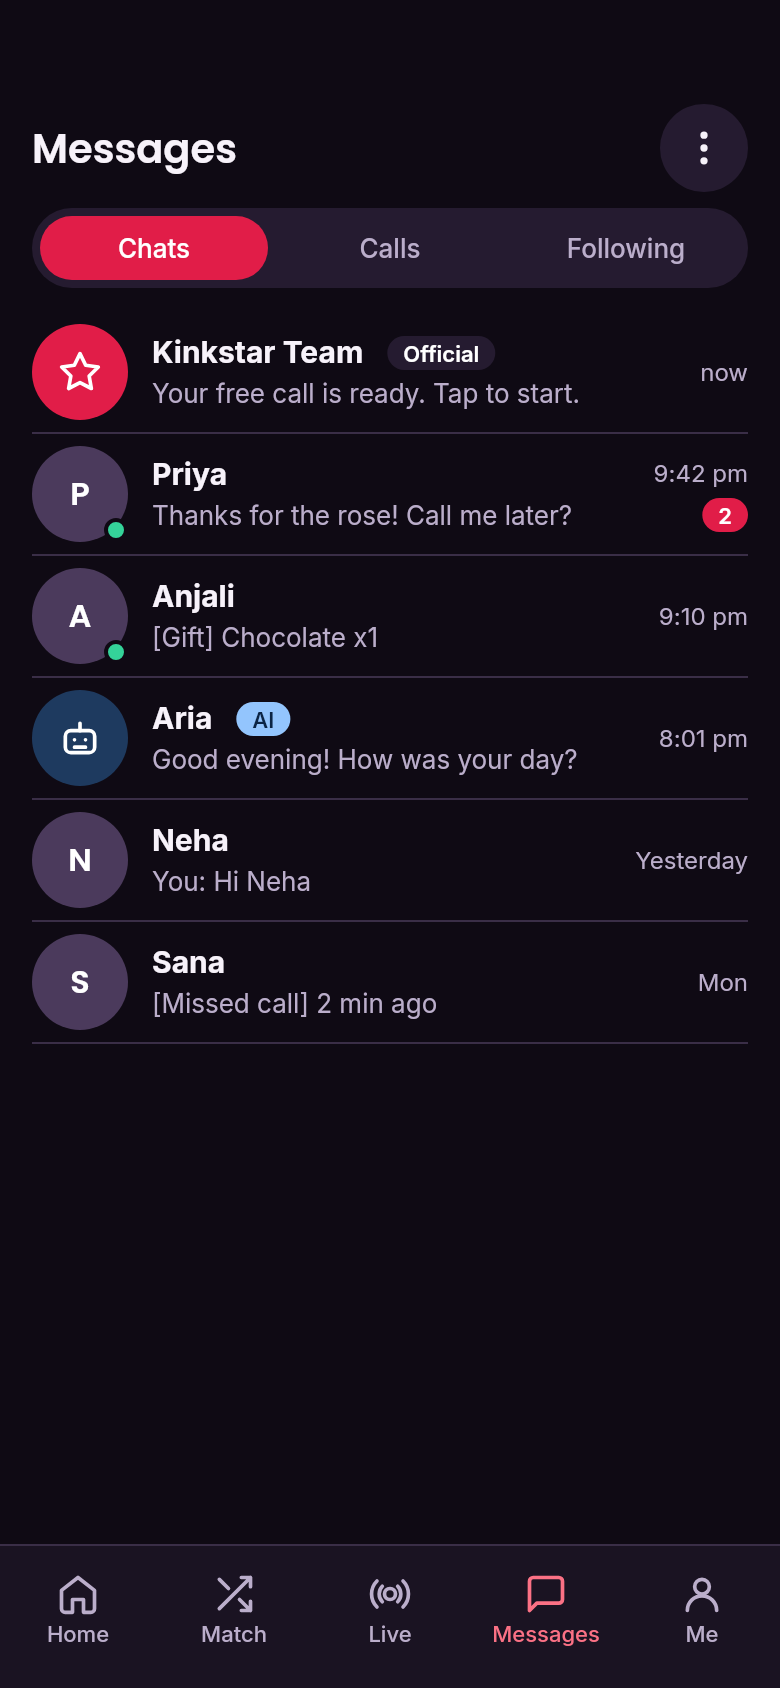 Messages
Chats Calls Following
Kinkstar Team Official
Your free call is ready. Tap to start.
now
P
Priya
Thanks for the rose! Call me later?
9:42 pm
2
A
Anjali
[Gift] Chocolate x1
9:10 pm
Aria AI
Good evening! How was your day?
8:01 pm
N
Neha
You: Hi Neha
Yesterday
S
Sana
[Missed call] 2 min ago
Mon
Home Match Live Messages Me